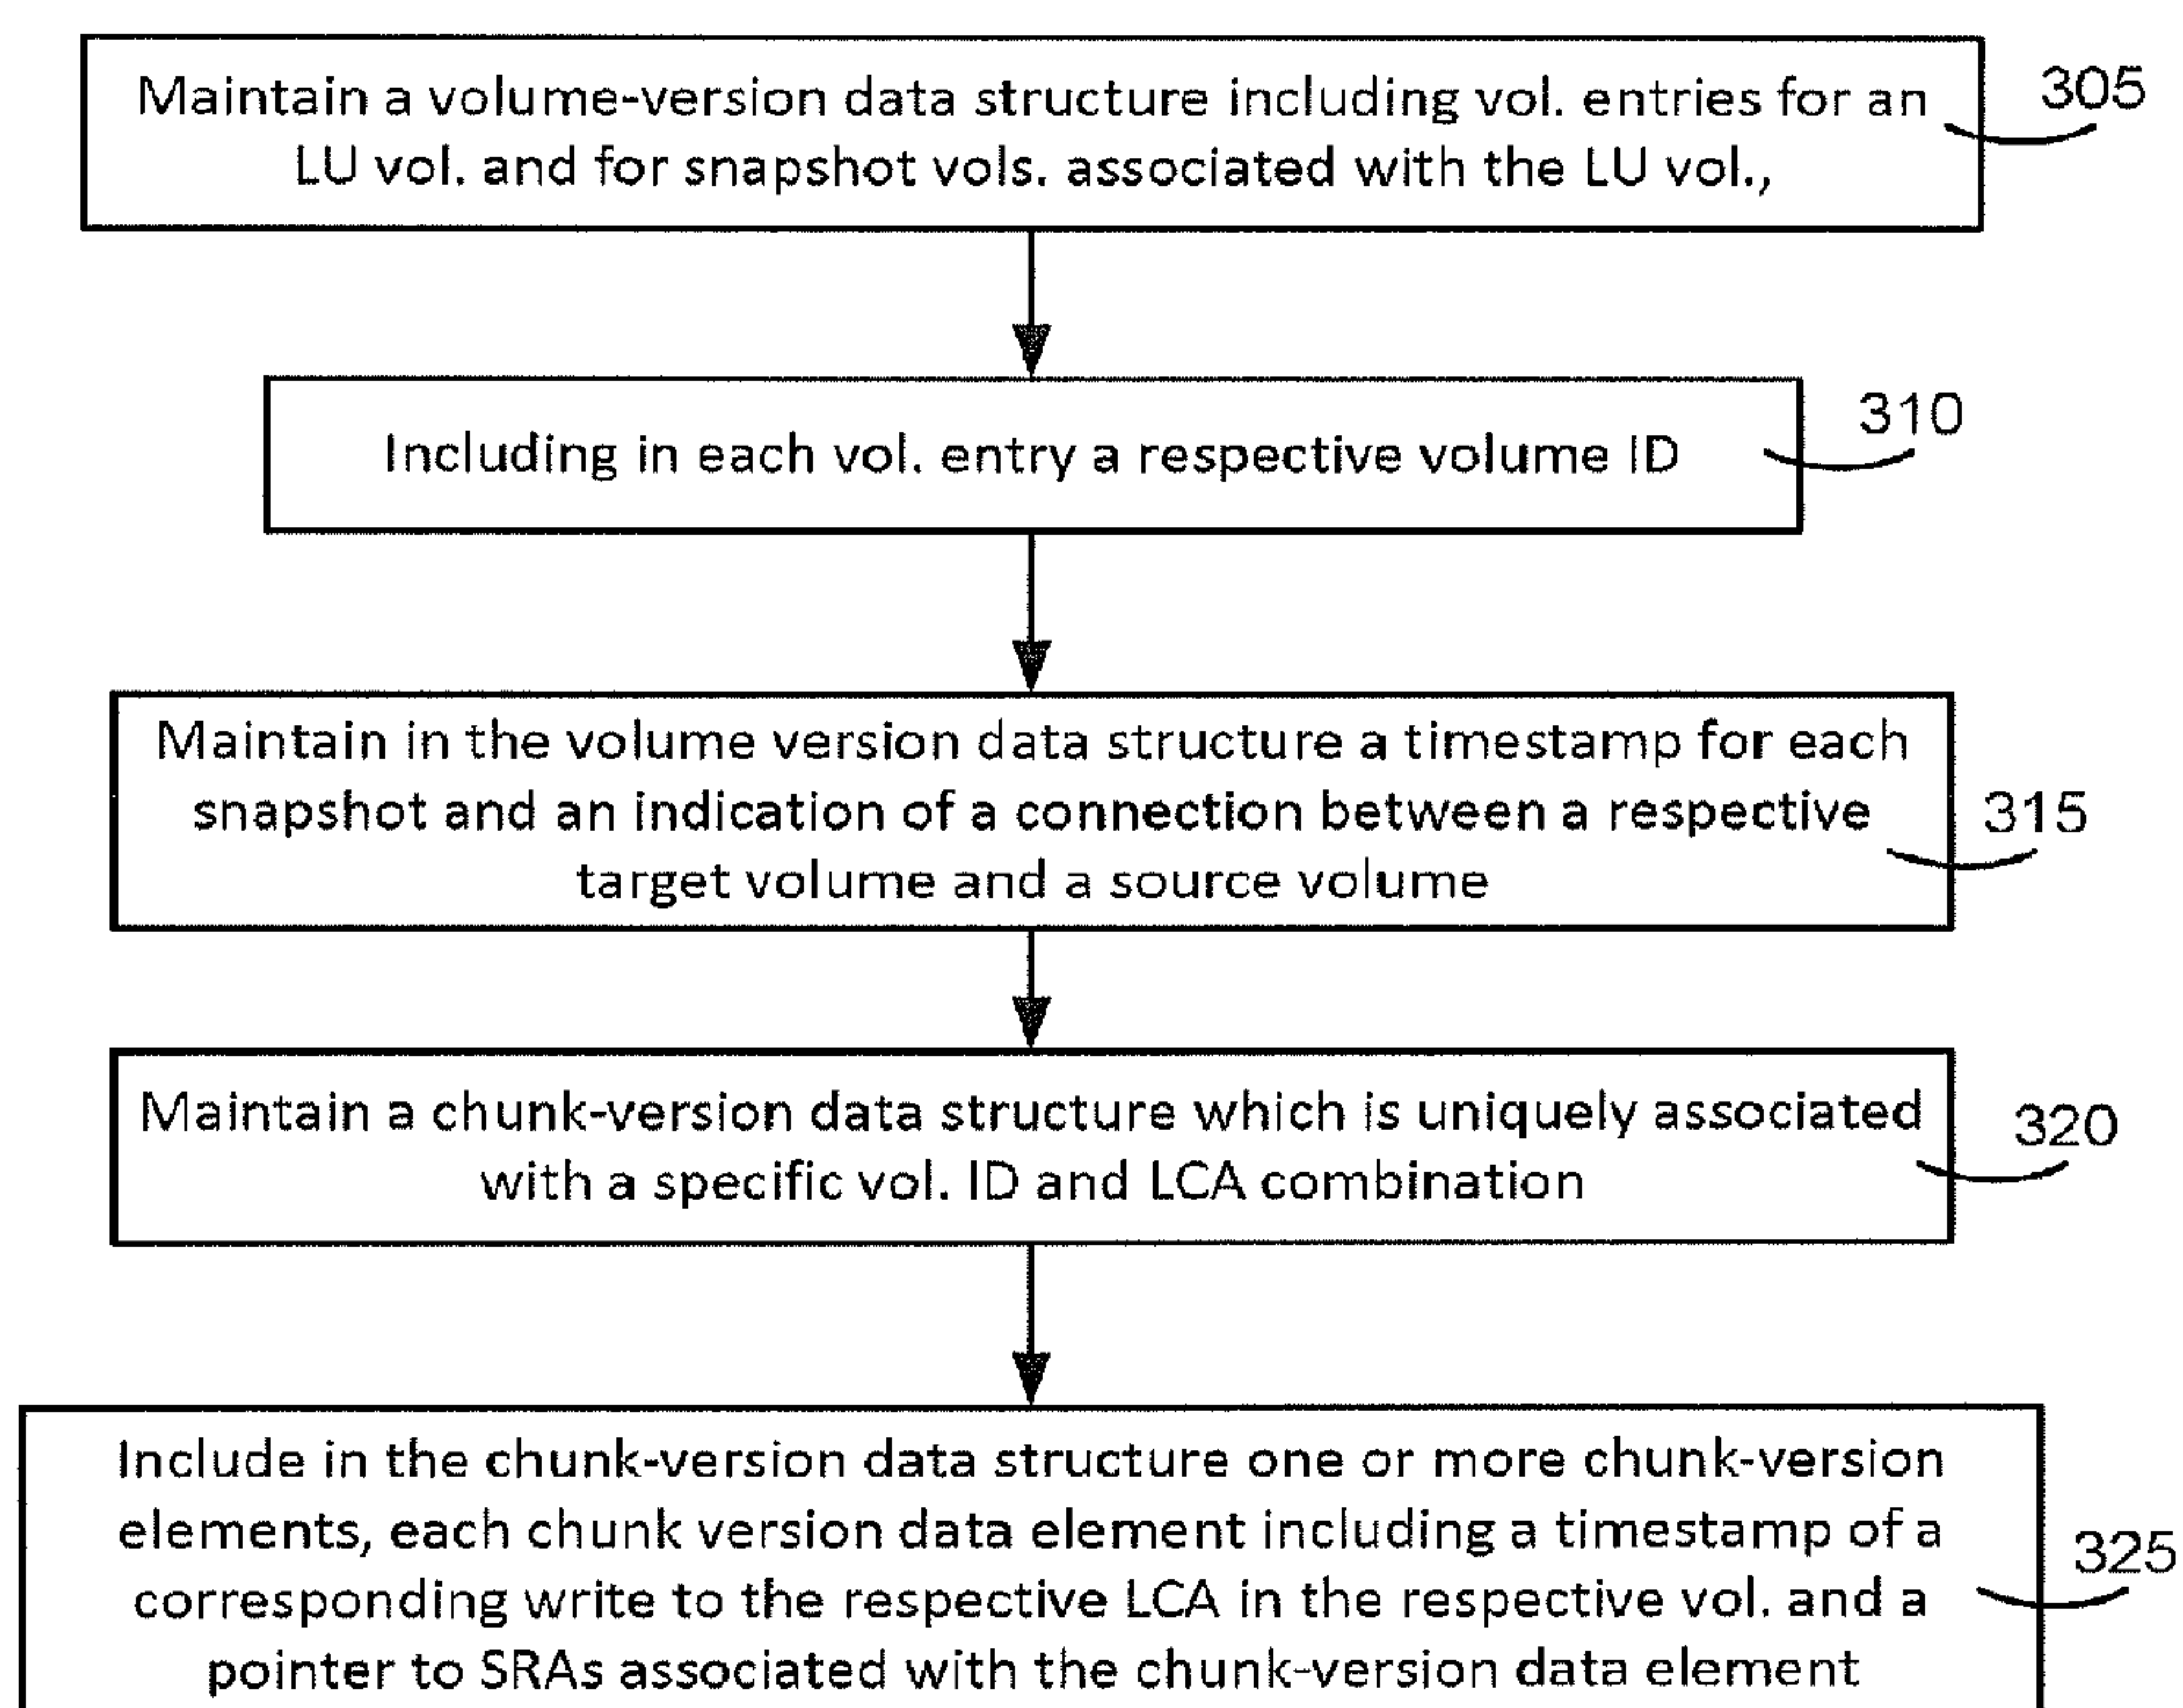 Maintain a volume-version data structure including vol. entries for an
LU vol. and for snapshot vols. associated with the LU vol.,
305
Including in each vol. entry a respective volume ID
310
Maintain in the volume version data structure a timestamp for each
snapshot and an indication of a connection between a respective
target volume and a source volume
315
Maintain a chunk-version data structure which is uniquely associated
with a specific vol. ID and LCA combination
320
Include in the chunk-version data structure one or more chunk-version
elements, each chunk version data element including a timestamp of a
corresponding write to the respective LCA in the respective vol. and a
pointer to SRAs associated with the chunk-version data element
325